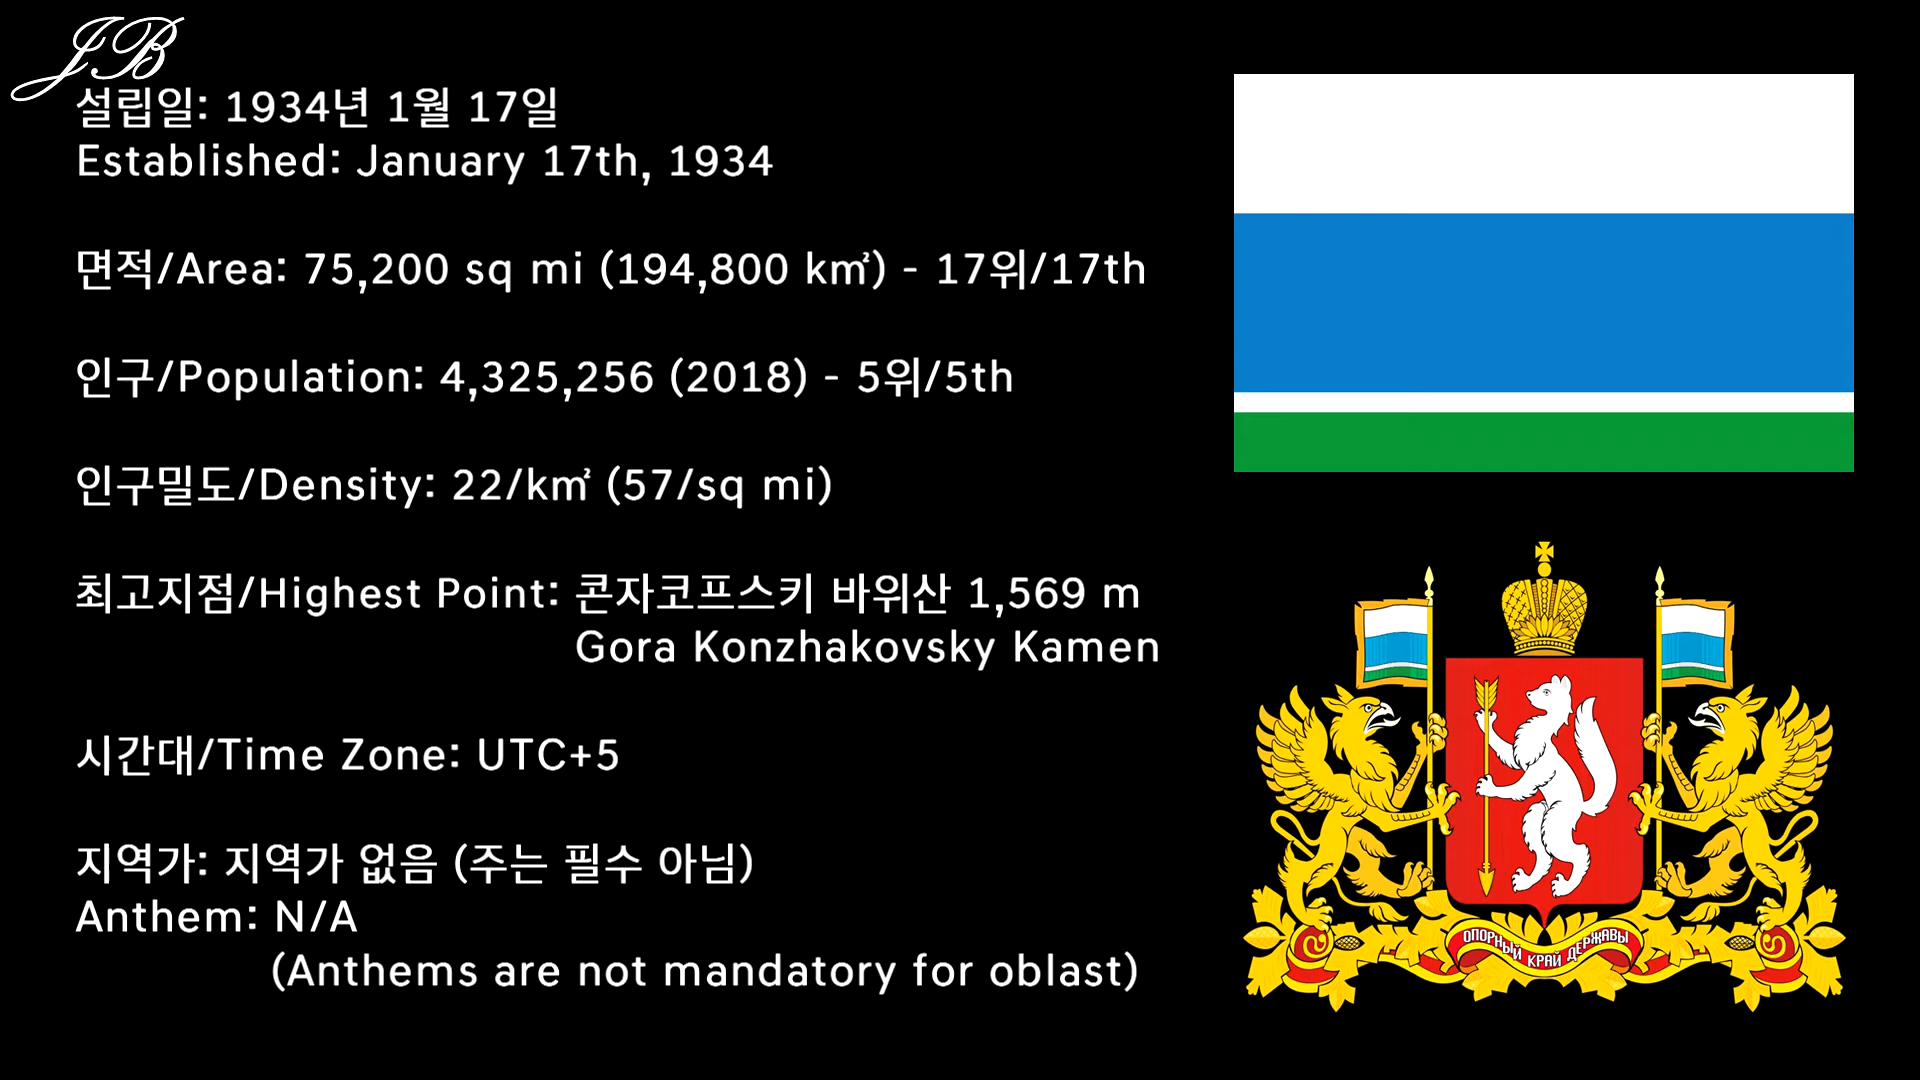 JB
설립일: 1934년 1월 17일
Established: January 17th, 1934
면적/Area: 75,200 sq mi (194,800 ㎢) - 17위/17th
인구/Population: 4,325,256 (2018) - 5위/5th
인구밀도/Density: 22/㎢ (57/sq mi)
최고지점/Highest Point: 콘자코프스키 바위산 1,569 m
Gora Konzhakovsky Kamen
시간대/Time Zone: UTC+5
지역가: 지역가 없음 (주는 필수 아님)
Anthem: N/A
(Anthems are not mandatory for oblast)
ОПОРНЫЙ КРАЙ ДЕРЖАВЫ